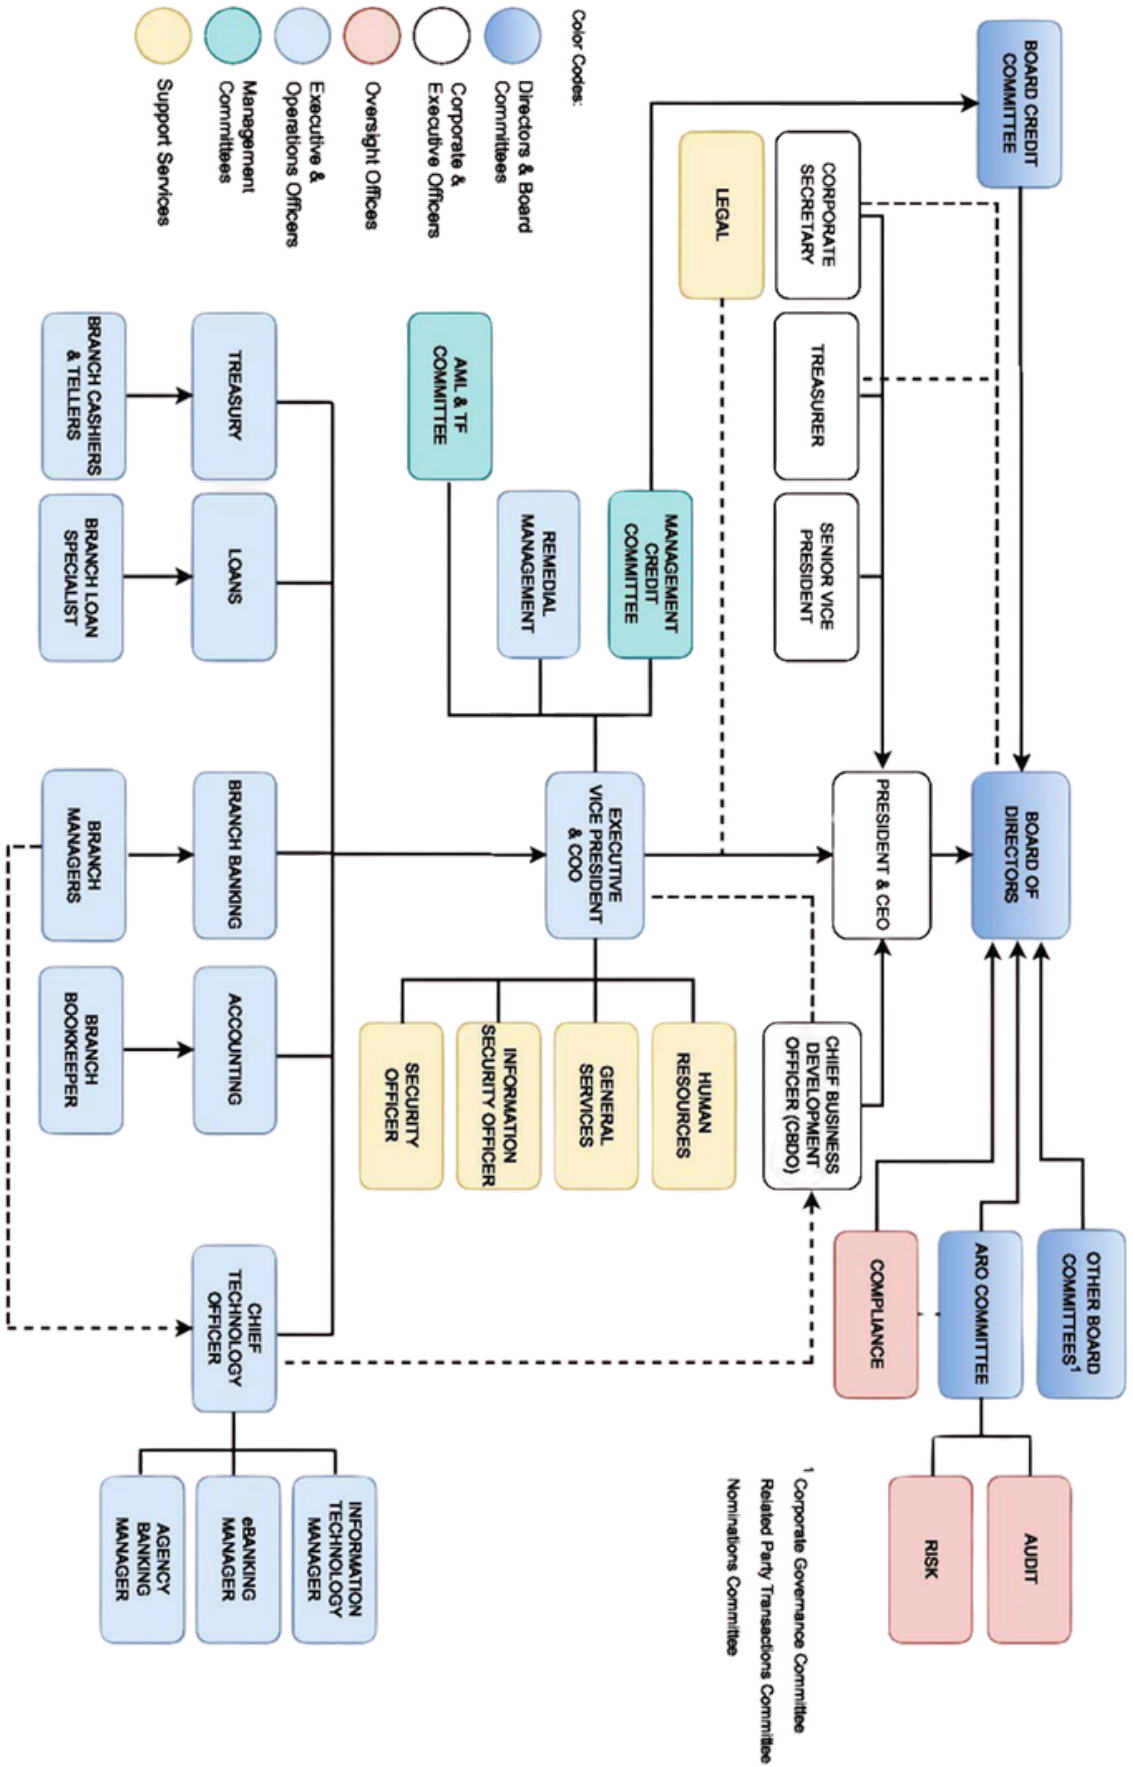 BOARD CREDIT
COMMITTEE
BOARD OF
DIRECTORS
OTHER BOARD
COMMITTEES¹
ARO COMMITTEE
AUDIT
RISK
COMPLIANCE
CORPORATE
SECRETARY
TREASURER
SENIOR VICE
PRESIDENT
PRESIDENT & CEO
CHIEF BUSINESS
DEVELOPMENT
OFFICER (CBDO)
¹ Corporate Governance Committee
Related Party Transactions Committee
Nominations Committee
LEGAL
MANAGEMENT
CREDIT
COMMITTEE
REMEDIAL
MANAGEMENT
AML & TF
COMMITTEE
EXECUTIVE
VICE PRESIDENT
& COO
HUMAN
RESOURCES
GENERAL
SERVICES
INFORMATION
SECURITY OFFICER
SECURITY
OFFICER
TREASURY
LOANS
BRANCH BANKING
ACCOUNTING
CHIEF
TECHNOLOGY
OFFICER
INFORMATION
TECHNOLOGY
MANAGER
eBANKING
MANAGER
AGENCY
BANKING
MANAGER
BRANCH CASHIERS
& TELLERS
BRANCH LOAN
SPECIALIST
BRANCH
MANAGERS
BRANCH
BOOKKEEPER
Color Codes:
Directors & Board
Committees
Corporate &
Executive Officers
Oversight Offices
Executive &
Operations Officers
Management
Committees
Support Services